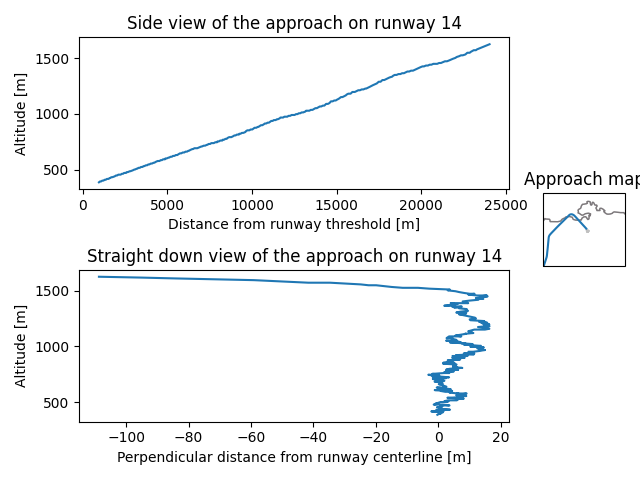 Side view of the approach on runway 14
1500
1000
500
Altitude [m]
0 5000 10000 15000 20000 25000
Distance from runway threshold [m]
Approach map
Straight down view of the approach on runway 14
1500
1000
500
Altitude [m]
−100 −80 −60 −40 −20 0 20
Perpendicular distance from runway centerline [m]